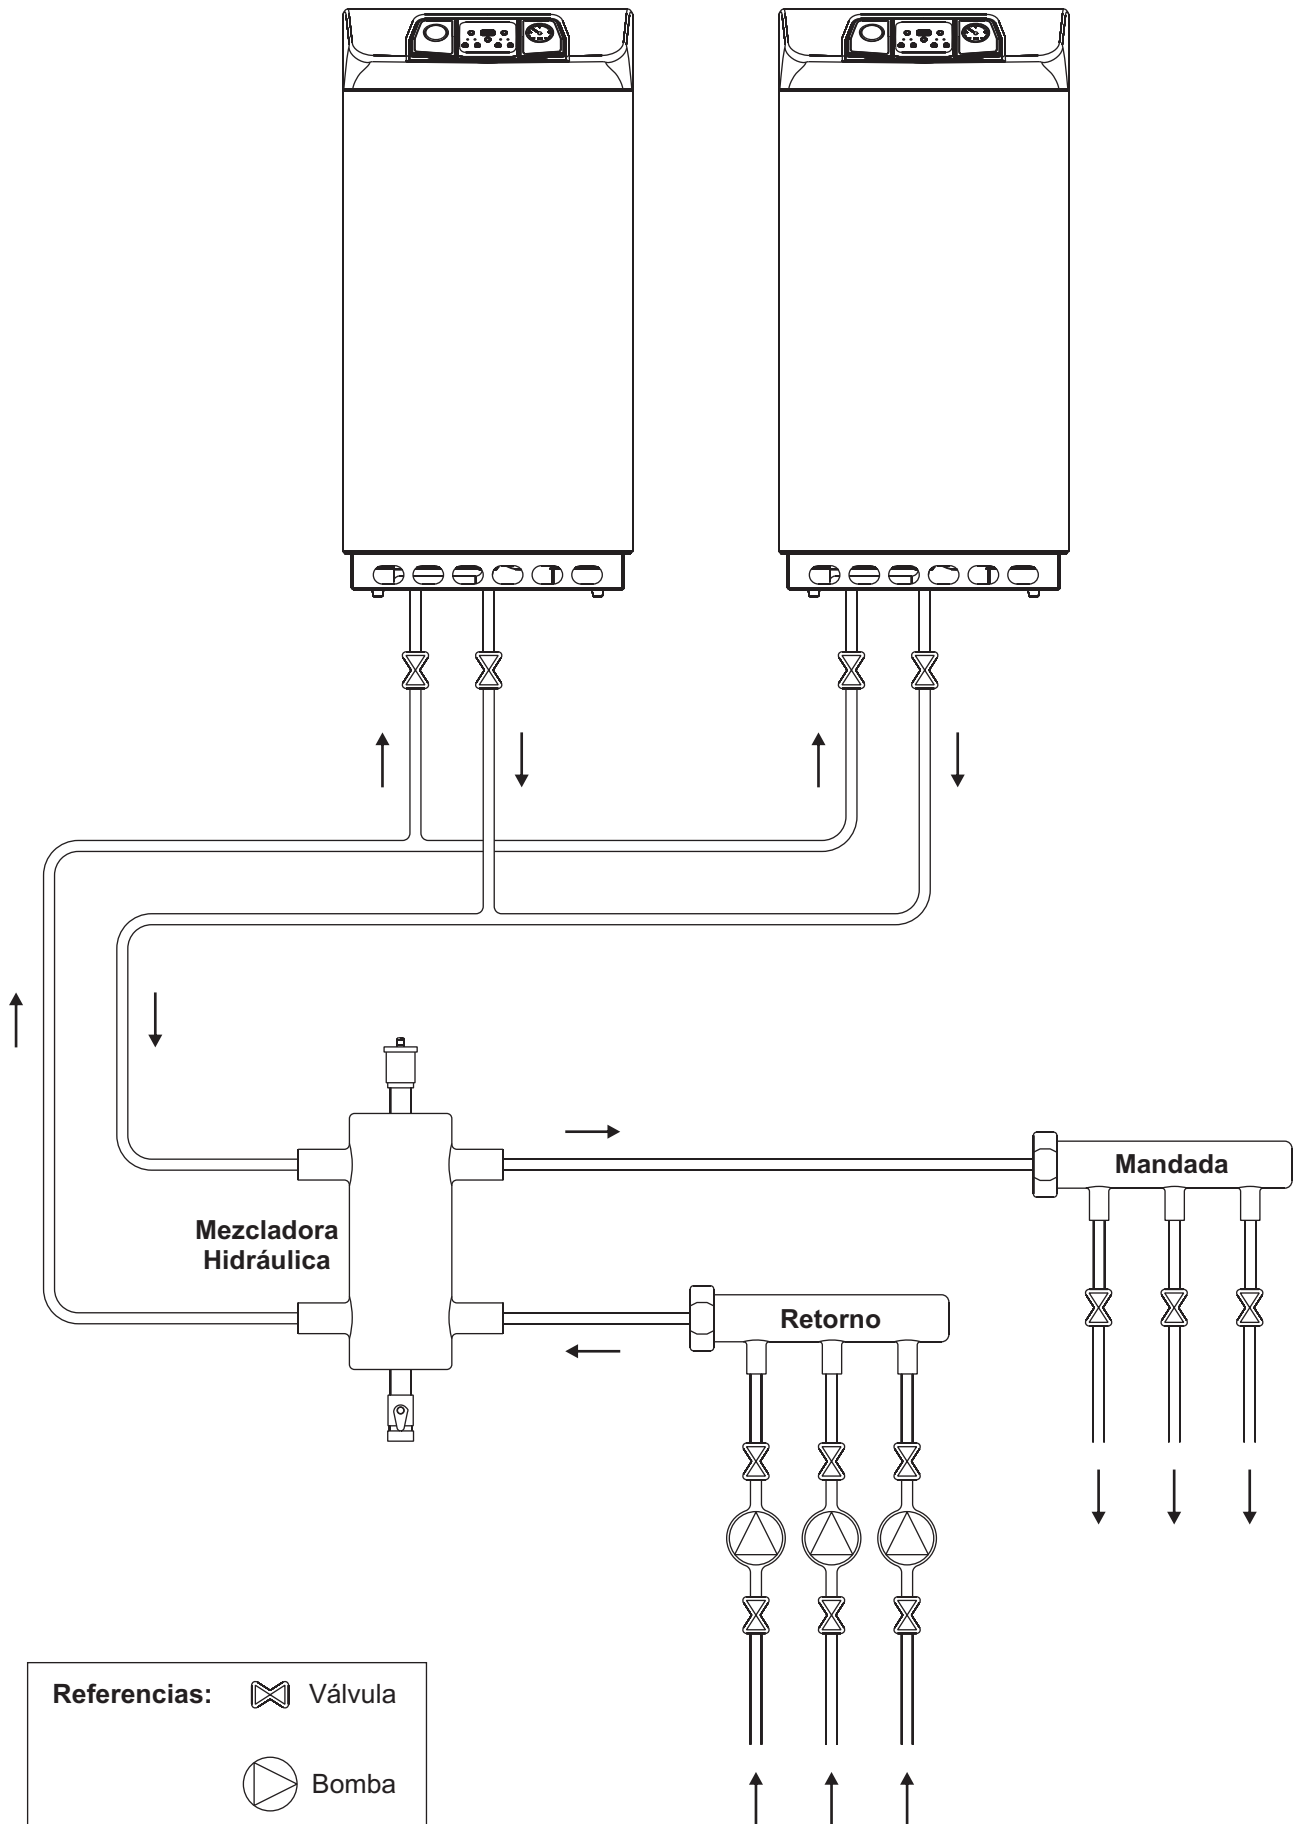 Mandada
Mezcladora
Hidráulica
Retorno
Referencias: Válvula
Bomba